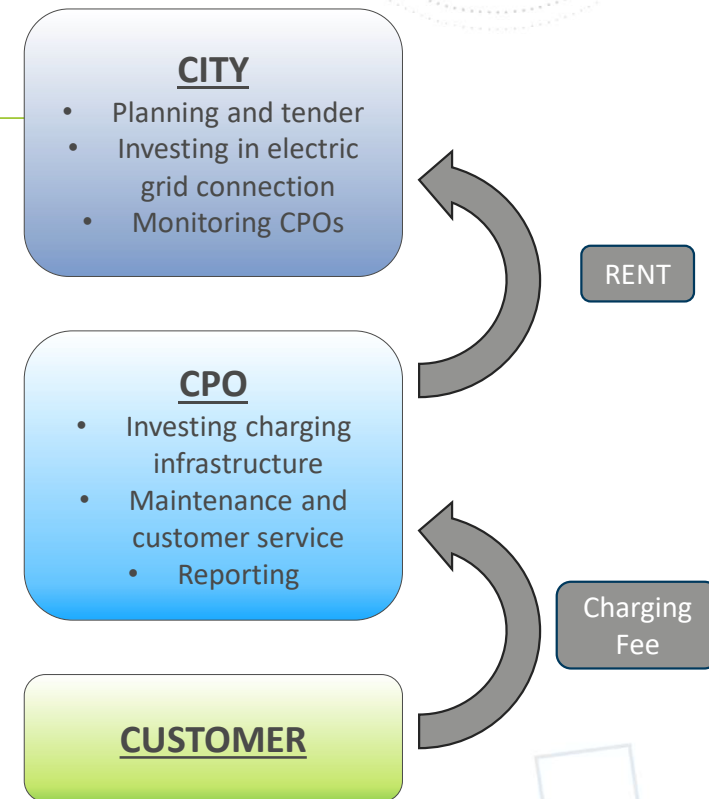 CITY
• Planning and tender
• Investing in electric
grid connection
• Monitoring CPOs
RENT
CPO
• Investing charging
infrastructure
• Maintenance and
customer service
• Reporting
Charging
Fee
CUSTOMER